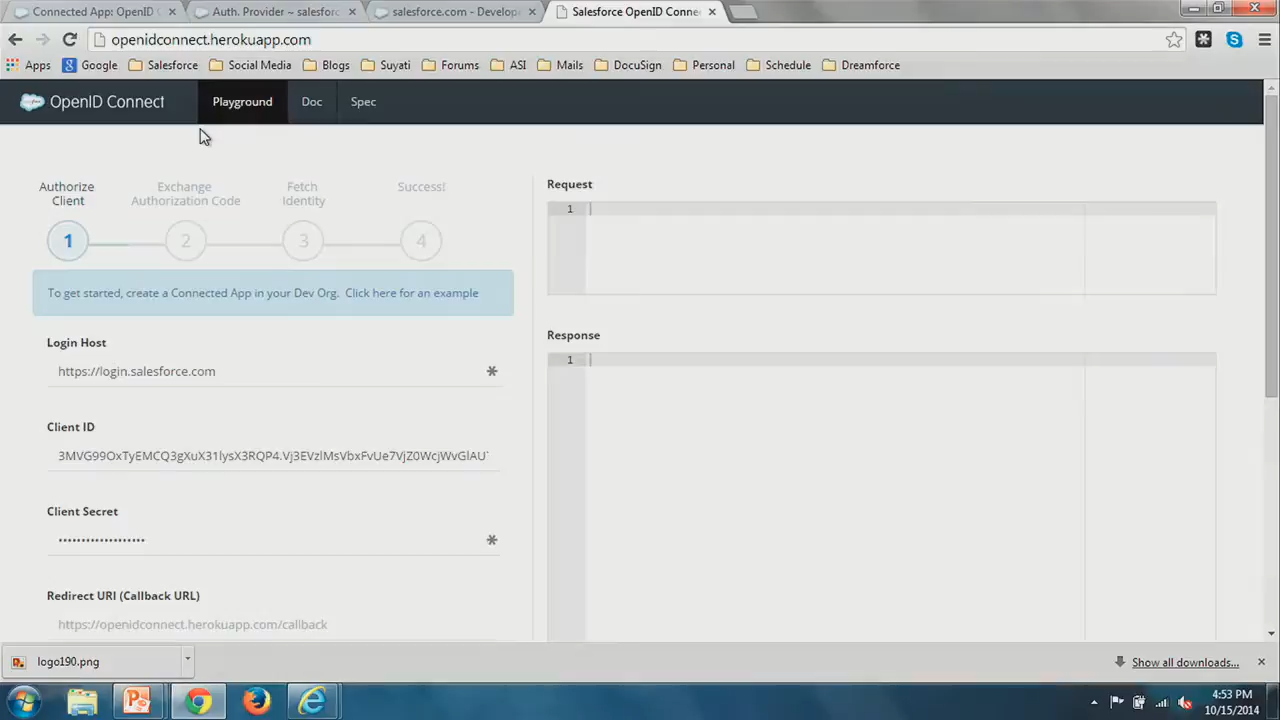 Connected App: OpenID
Auth. Provider ~ salesfor
salesforce.com - Develop
Salesforce OpenID Conne
openidconnect.herokuapp.com
Apps Google Salesforce Social Media Blogs Suyati Forums ASI Mails DocuSign Personal Schedule Dreamforce
OpenID Connect Playground Doc Spec
Authorize Client
Exchange Authorization Code
Fetch Identity
Success!
1 2 3 4
To get started, create a Connected App in your Dev Org. Click here for an example
Login Host
https://login.salesforce.com
Client ID
3MVG99OxTyEMCQ3gXuX31lysX3RQP4.Vj3EVzlMsVbxFvUe7VjZ0WcjWvGlAU
Client Secret
•••••••••••••••••••
Redirect URI (Callback URL)
https://openidconnect.herokuapp.com/callback
Request
1
Response
1
logo190.png
Show all downloads...
4:53 PM
10/15/2014